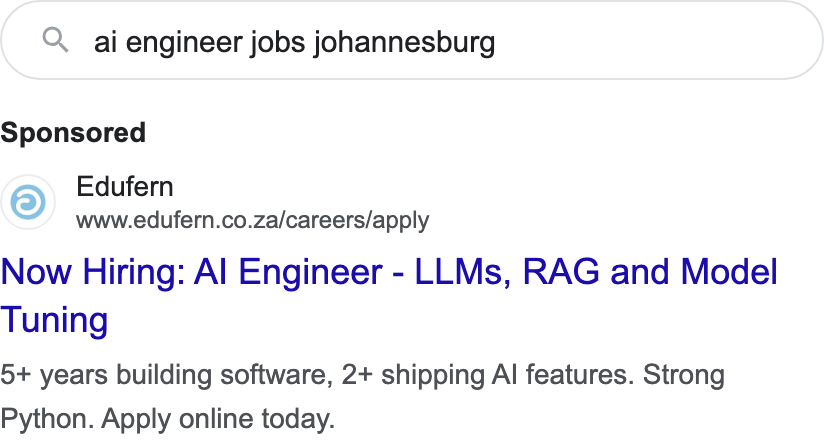 ai engineer jobs johannesburg
Sponsored
Edufern
www.edufern.co.za/careers/apply
Now Hiring: AI Engineer - LLMs, RAG and Model
Tuning
5+ years building software, 2+ shipping AI features. Strong
Python. Apply online today.